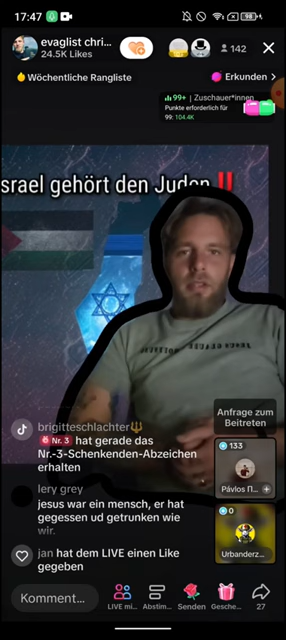 17:47
98
evaglist chri...
24.5K Likes
142
Wöchentliche Rangliste
Erkunden >
99+ | Zuschauer*innen
Punkte erforderlich für
99: 104.4K
srael gehört den Juden
brigitteschlachter
Nr. 3 hat gerade das
Nr.-3-Schenkenden-Abzeichen
erhalten
lery grey
jesus war ein mensch, er hat
gegessen ud getrunken wie
wir.
jan hat dem LIVE einen Like
gegeben
Anfrage zum
Beitreten
133
Pávlos Π...
0
Urbanderz...
Komment...
LIVE mi...
Abstim...
Senden
Gesche...
27